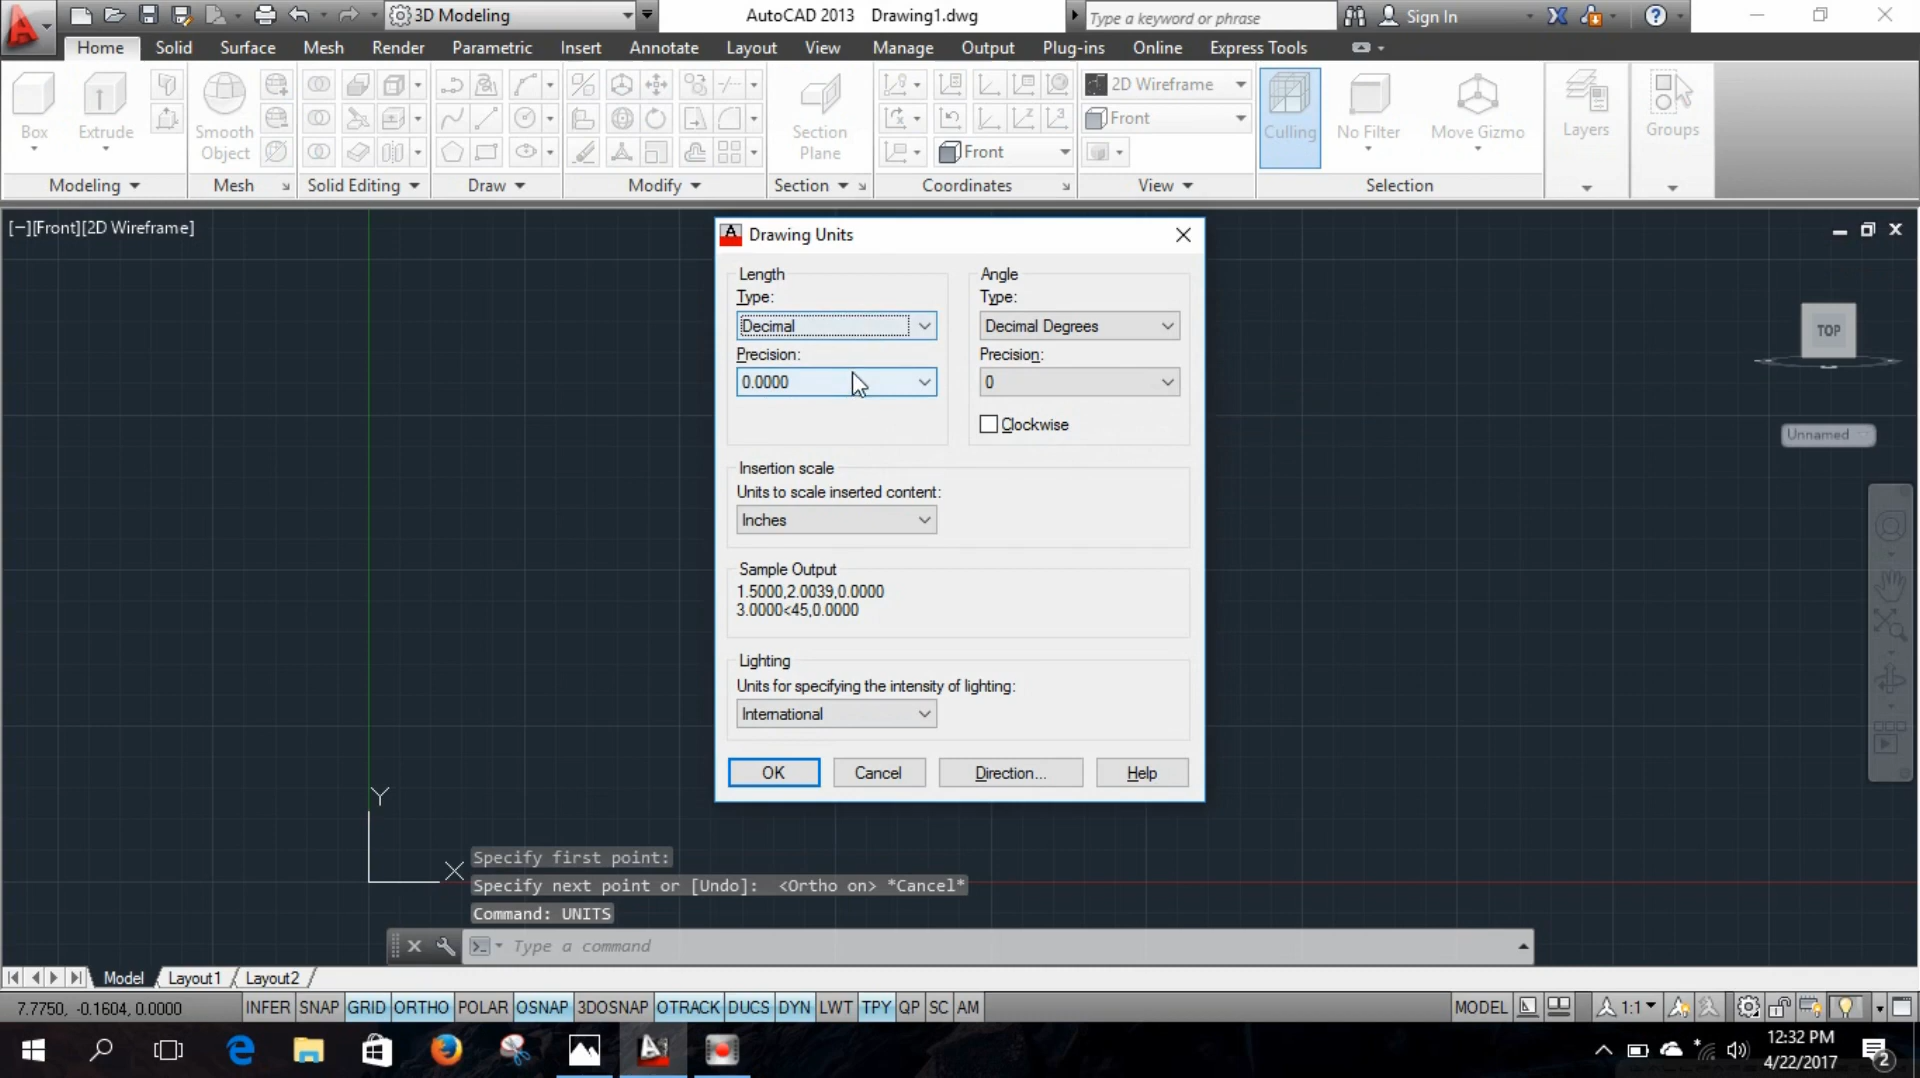 3D Modeling
AutoCAD 2013 Drawing1.dwg
Type a keyword or phrase
Sign In
Home Solid Surface Mesh Render Parametric Insert Annotate Layout View Manage Output Plug-ins Online Express Tools
Box
Extrude
Smooth
Object
Section
Plane
Front
2D Wireframe
Front
Culling
No Filter
Move Gizmo
Layers
Groups
Modeling
Mesh
Solid Editing
Draw
Modify
Section
Coordinates
View
Selection
[−][Front][2D Wireframe]
Drawing Units
Length
Type:
Decimal
Precision:
0.0000
Angle
Type:
Decimal Degrees
Precision:
0
Clockwise
Insertion scale
Units to scale inserted content:
Inches
Sample Output
1.5000,2.0039,0.0000
3.0000<45,0.0000
Lighting
Units for specifying the intensity of lighting:
International
OK Cancel Direction... Help
TOP
Unnamed
Y
X
Specify first point:
Specify next point or [Undo]: <Ortho on> *Cancel*
Command: UNITS
Type a command
Model Layout1 Layout2
7.7750, -0.1604, 0.0000
INFER SNAP GRID ORTHO POLAR OSNAP 3DOSNAP OTRACK DUCS DYN LWT TPY QP SC AM
MODEL
1:1
12:32 PM
4/22/2017
2